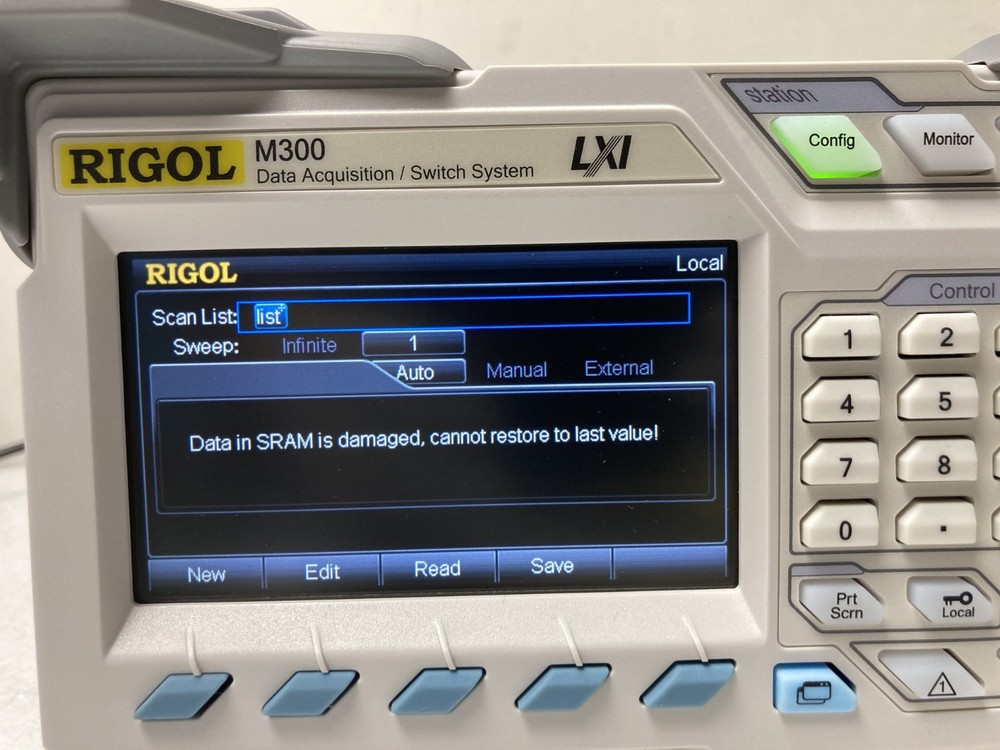 station
Config
Monitor
RIGOL
M300
Data Acquisition / Switch System
LXI
RIGOL
Local
Scan List: list
Sweep: Infinite 1
Auto Manual External
Data in SRAM is damaged, cannot restore to last value!
New Edit Read Save
Control
1 2
4 5
7 8
0 .
Prt
Scrn
Local
1